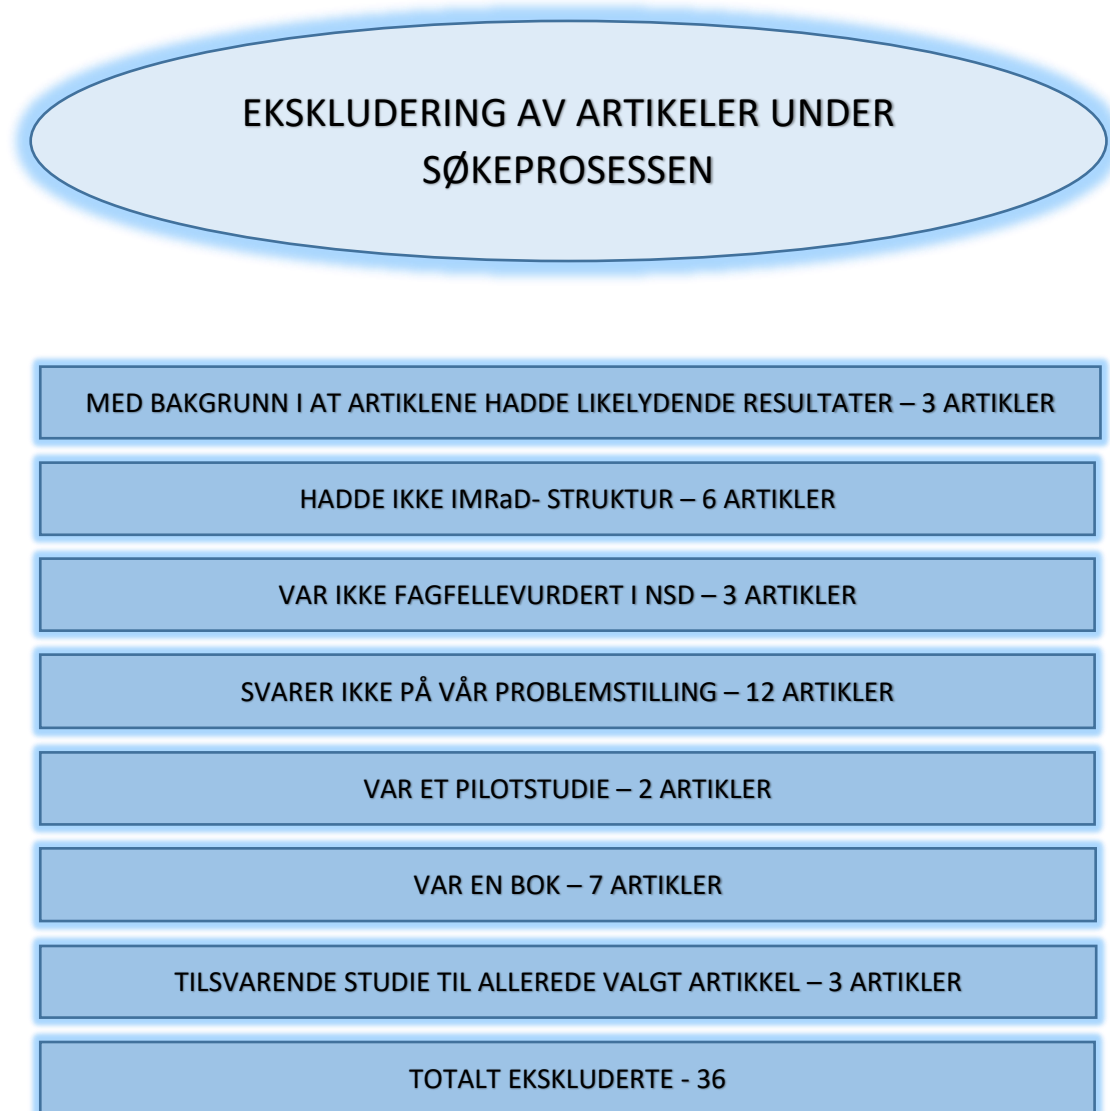 EKSKLUDERING AV ARTIKELER UNDER
SØKEPROSESSEN
MED BAKGRUNN I AT ARTIKLENE HADDE LIKELYDENDE RESULTATER – 3 ARTIKLER
HADDE IKKE IMRaD- STRUKTUR – 6 ARTIKLER
VAR IKKE FAGFELLEVURDERT I NSD – 3 ARTIKLER
SVARER IKKE PÅ VÅR PROBLEMSTILLING – 12 ARTIKLER
VAR ET PILOTSTUDIE – 2 ARTIKLER
VAR EN BOK – 7 ARTIKLER
TILSVARENDE STUDIE TIL ALLEREDE VALGT ARTIKKEL – 3 ARTIKLER
TOTALT EKSKLUDERTE - 36